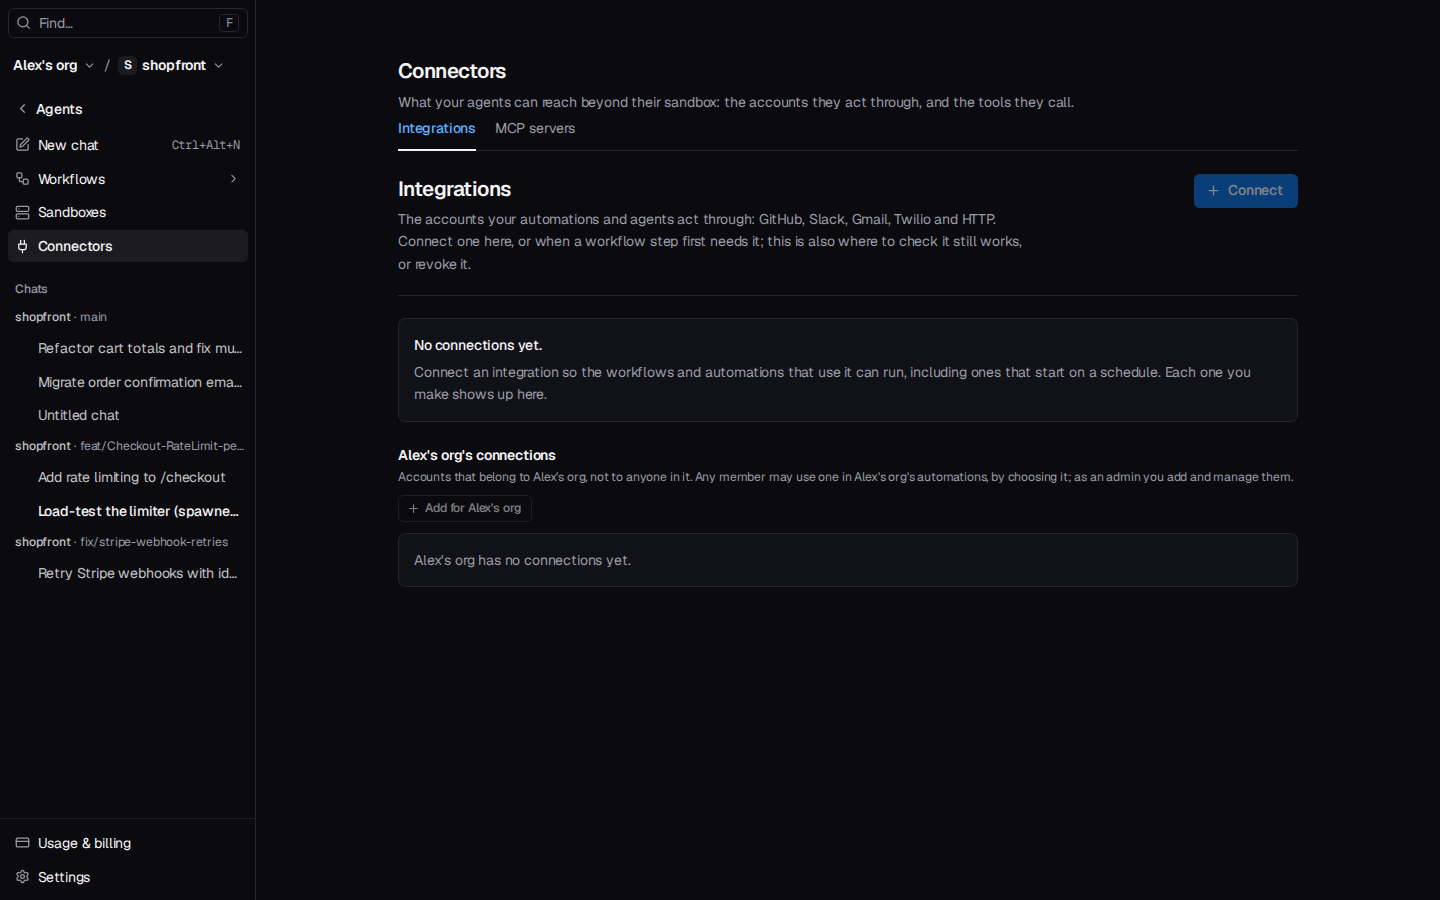 Find...
F
Alex's org / S shopfront
Agents
New chat Ctrl+Alt+N
Workflows
Sandboxes
Connectors
Chats
shopfront · main
Refactor cart totals and fix mu...
Migrate order confirmation ema...
Untitled chat
shopfront · feat/Checkout-RateLimit-pe...
Add rate limiting to /checkout
Load-test the limiter (spawne...
shopfront · fix/stripe-webhook-retries
Retry Stripe webhooks with id...
Usage & billing
Settings
Connectors
What your agents can reach beyond their sandbox: the accounts they act through, and the tools they call.
Integrations MCP servers
Integrations
Connect
The accounts your automations and agents act through: GitHub, Slack, Gmail, Twilio and HTTP.
Connect one here, or when a workflow step first needs it; this is also where to check it still works,
or revoke it.
No connections yet.
Connect an integration so the workflows and automations that use it can run, including ones that start on a schedule. Each one you
make shows up here.
Alex's org's connections
Accounts that belong to Alex's org, not to anyone in it. Any member may use one in Alex's org's automations, by choosing it; as an admin you add and manage them.
Add for Alex's org
Alex's org has no connections yet.